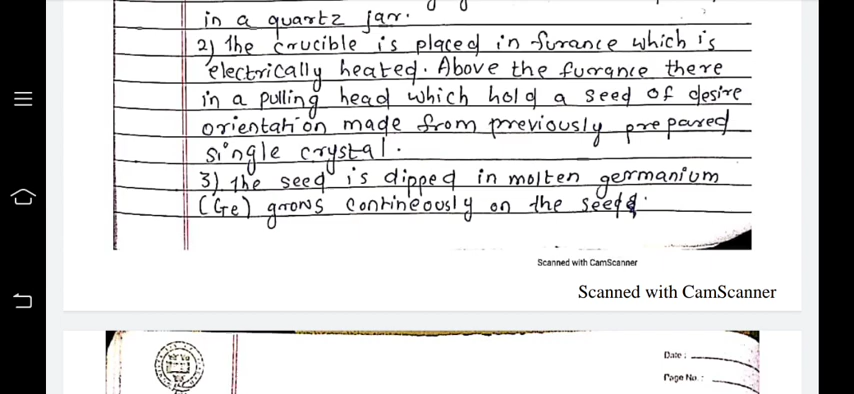 in a quartz jar.
2) The crucible is placed in furance which is
electrically heated. Above the furrance there
in a pulling head which hold a seed of desire
orientation made from previously prepared
single crystal.
3) The seed is dipped in molten germanium
(Ge) grows contineously on the seed.
Scanned with CamScanner
Scanned with CamScanner
Date :
Page No. :